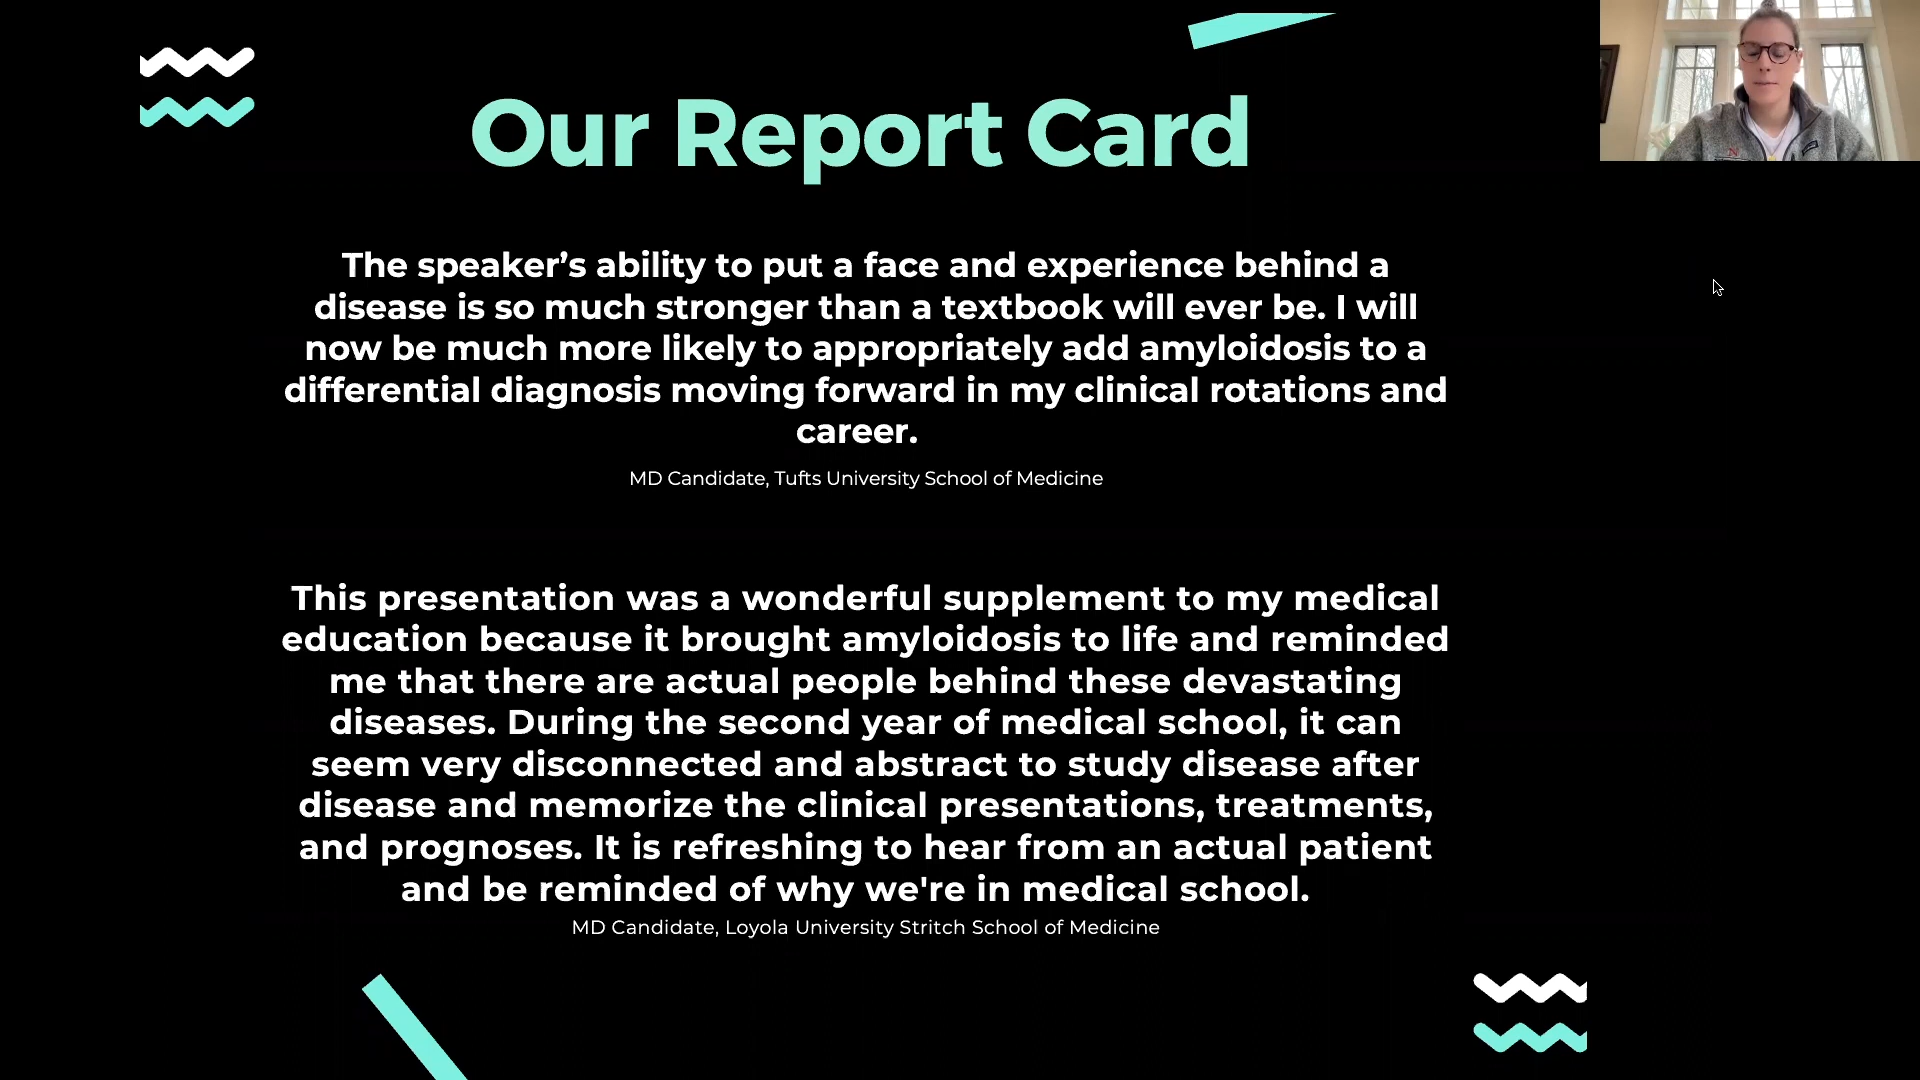 Our Report Card
The speaker’s ability to put a face and experience behind a
disease is so much stronger than a textbook will ever be. I will
now be much more likely to appropriately add amyloidosis to a
differential diagnosis moving forward in my clinical rotations and
career.
MD Candidate, Tufts University School of Medicine
This presentation was a wonderful supplement to my medical
education because it brought amyloidosis to life and reminded
me that there are actual people behind these devastating
diseases. During the second year of medical school, it can
seem very disconnected and abstract to study disease after
disease and memorize the clinical presentations, treatments,
and prognoses. It is refreshing to hear from an actual patient
and be reminded of why we're in medical school.
MD Candidate, Loyola University Stritch School of Medicine